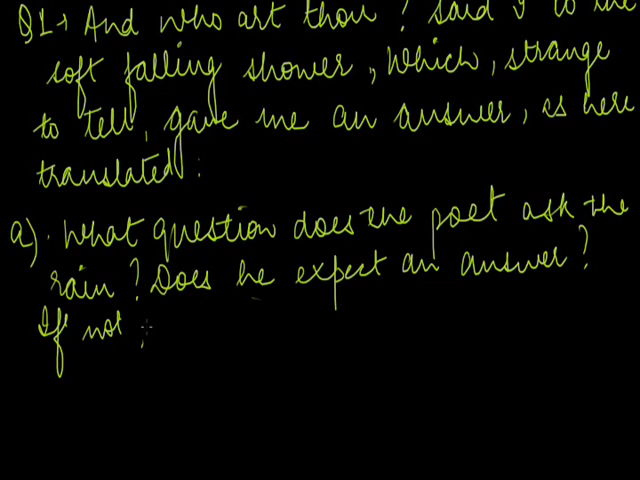 Q1→ And who art thou? Said I to the
soft falling shower, which, strange
to tell, gave me an answer, as here
translated:
a). What question does the poet ask the
rain? Does he expect an answer?
If not,